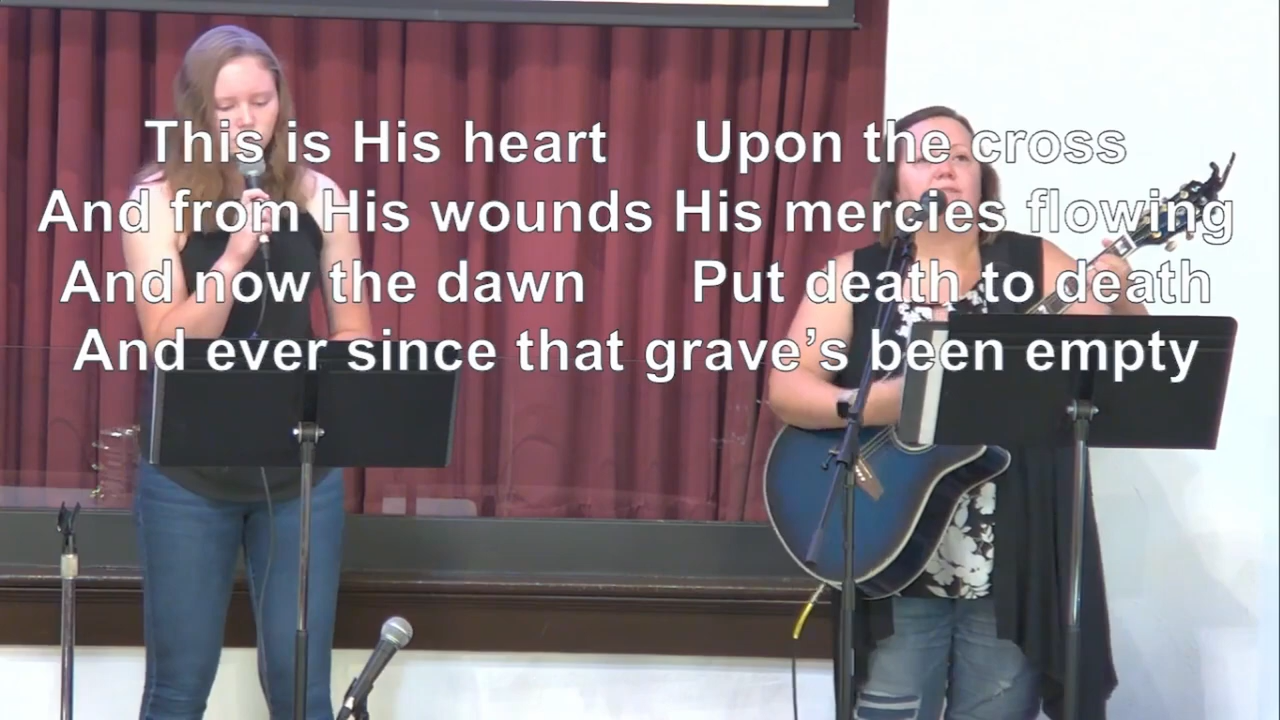 This is His heart Upon the cross
And from His wounds His mercies flowing
And now the dawn Put death to death
And ever since that grave’s been empty